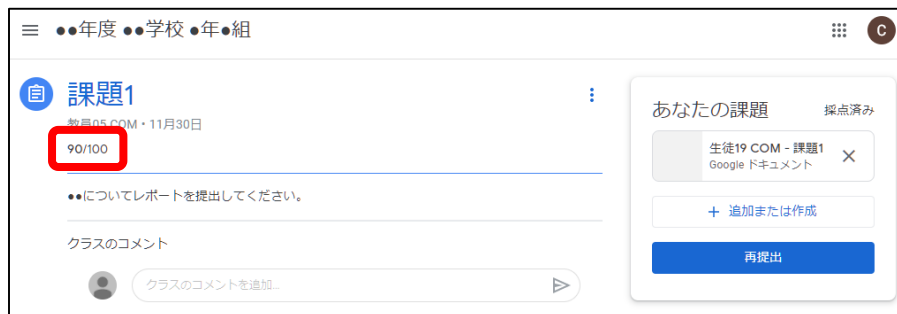 ●●年度 ●●学校 ●年●組
C
課題1
教員05 COM・11月30日
90/100
●●についてレポートを提出してください。
クラスのコメント
クラスのコメントを追加...
あなたの課題
採点済み
生徒19 COM - 課題1
Google ドキュメント
+ 追加または作成
再提出